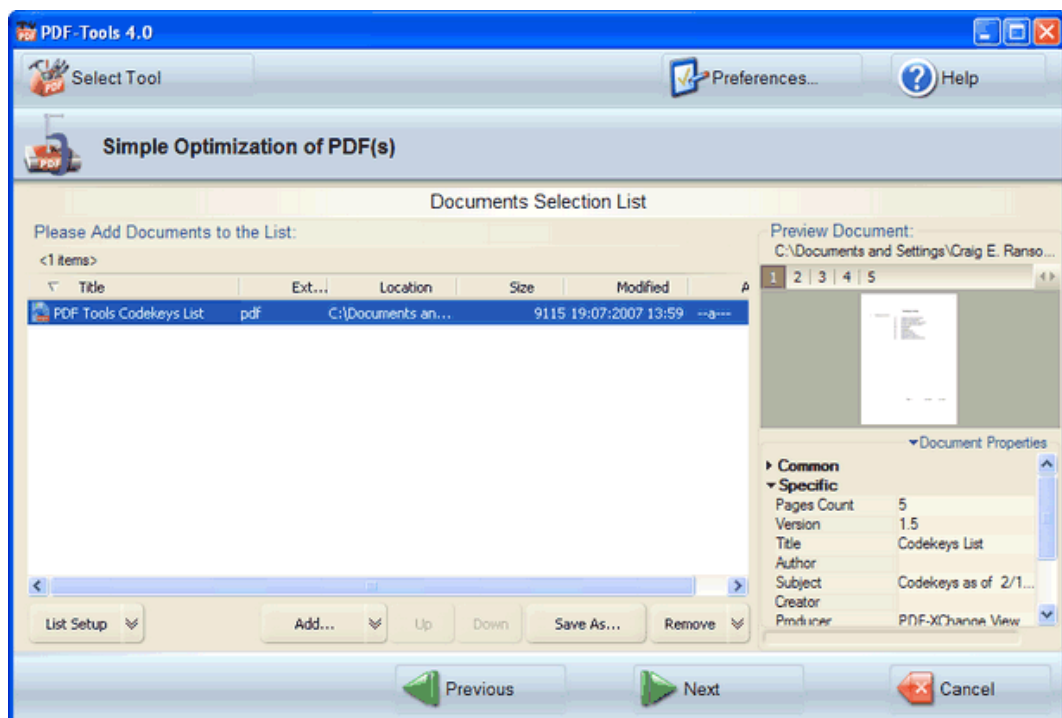 PDF-Tools 4.0
Select Tool Preferences... Help
Simple Optimization of PDF(s)
Documents Selection List
Please Add Documents to the List:
<1 items>
Title Ext... Location Size Modified A
PDF Tools Codekeys List pdf C:\Documents an... 9115 19:07:2007 13:59 --a---
List Setup Add... Up Down Save As... Remove
Preview Document:
C:\Documents and Settings\Craig E. Ranso...
1 2 3 4 5
Document Properties
Common
Specific
Pages Count 5
Version 1.5
Title Codekeys List
Author
Subject Codekeys as of 2/1...
Creator
Producer PDF-XChange View
Previous Next Cancel